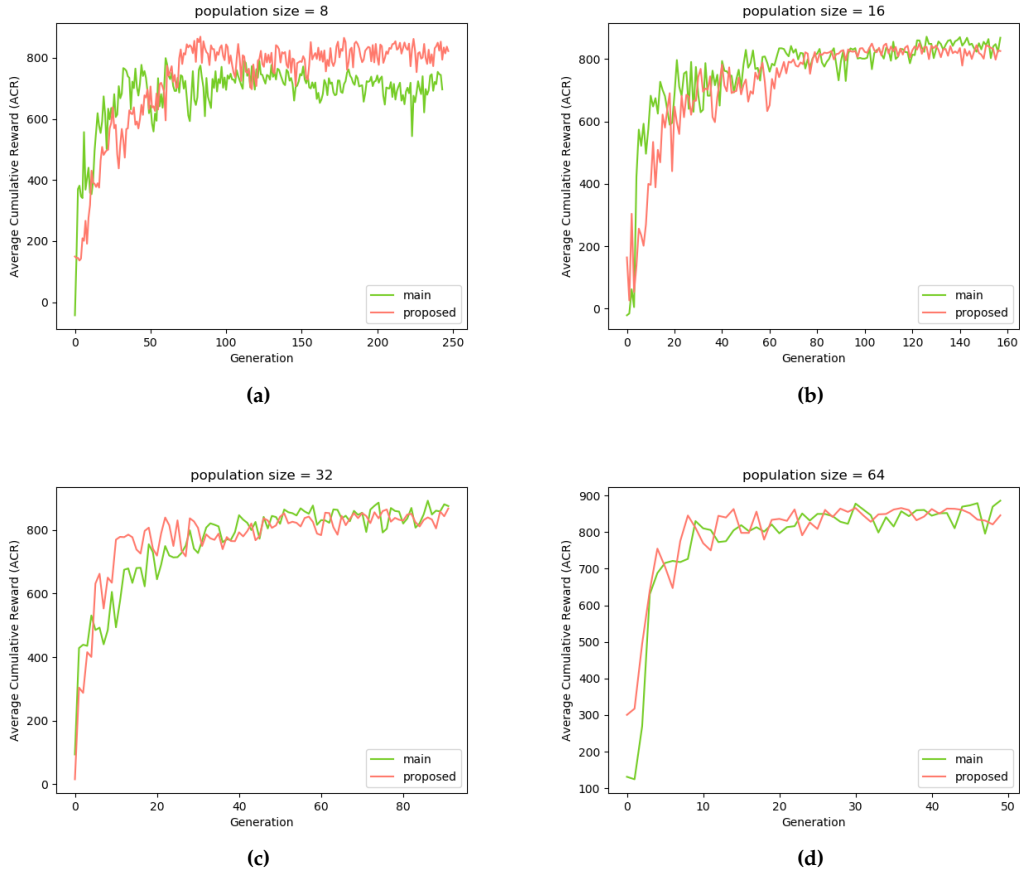 population size = 8
Average Cumulative Reward (ACR)
800
600
400
200
0
main
proposed
0 50 100 150 200 250
Generation
(a)
population size = 16
Average Cumulative Reward (ACR)
800
600
400
200
0
main
proposed
0 20 40 60 80 100 120 140 160
Generation
(b)
population size = 32
Average Cumulative Reward (ACR)
800
600
400
200
0
main
proposed
0 20 40 60 80
Generation
(c)
population size = 64
Average Cumulative Reward (ACR)
900
800
700
600
500
400
300
200
100
main
proposed
0 10 20 30 40 50
Generation
(d)